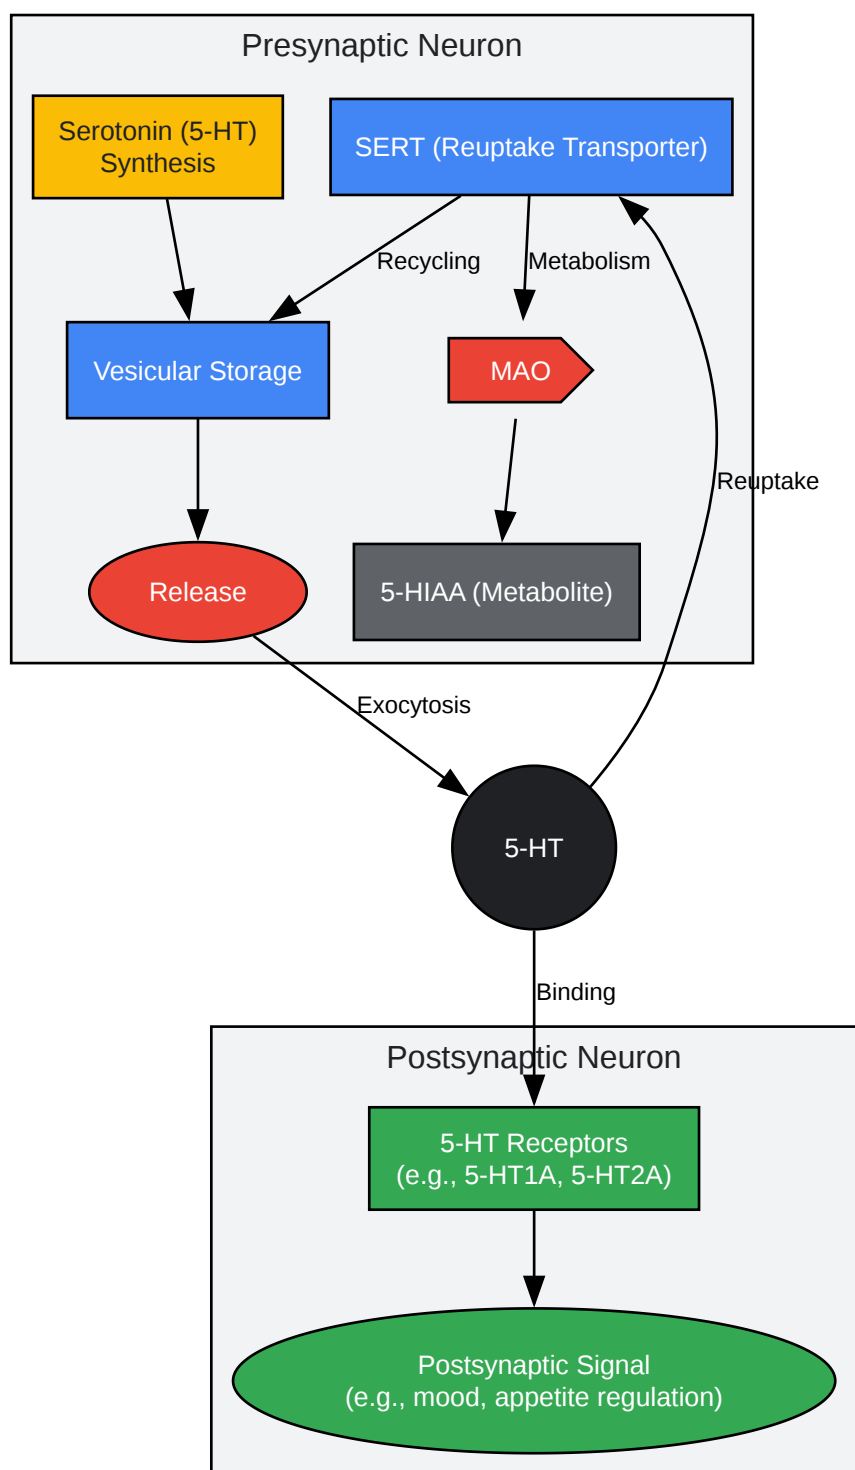 Presynaptic Neuron
Serotonin (5-HT)
Synthesis
SERT (Reuptake Transporter)
Recycling
Metabolism
Vesicular Storage
MAO
Reuptake
Release
5-HIAA (Metabolite)
Exocytosis
5-HT
Binding
Postsynaptic Neuron
5-HT Receptors
(e.g., 5-HT1A, 5-HT2A)
Postsynaptic Signal
(e.g., mood, appetite regulation)